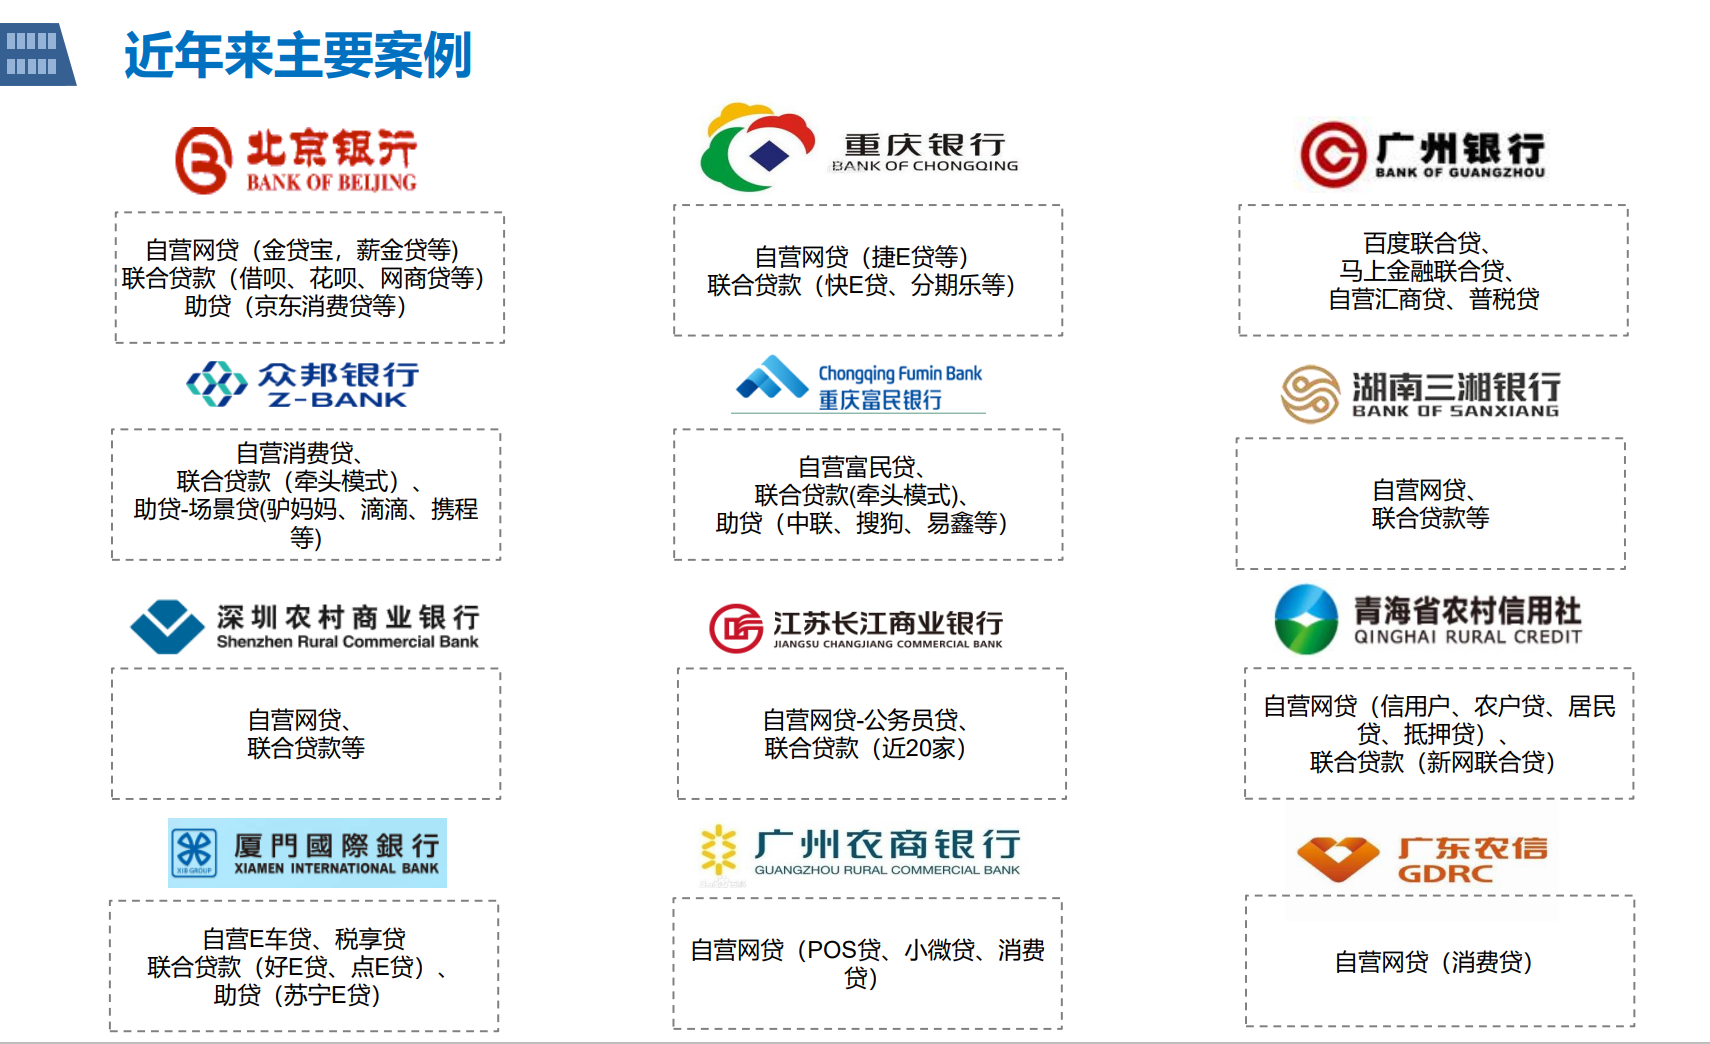 近年来主要案例
北京银行
BANK OF BEIJING
重庆银行
BANK OF CHONGQING
广州银行
BANK OF GUANGZHOU
自营网贷（金贷宝，薪金贷等)
联合贷款（借呗、花呗、网商贷等）
助贷（京东消费贷等）
自营网贷（捷E贷等）
联合贷款（快E贷、分期乐等）
百度联合贷、
马上金融联合贷、
自营汇商贷、普税贷
众邦银行
Z-BANK
Chongqing Fumin Bank
重庆富民银行
湖南三湘银行
BANK OF SANXIANG
自营消费贷、
联合贷款（牵头模式）、
助贷-场景贷(驴妈妈、滴滴、携程
等)
自营富民贷、
联合贷款(牵头模式)、
助贷（中联、搜狗、易鑫等）
自营网贷、
联合贷款等
深圳农村商业银行
Shenzhen Rural Commercial Bank
江苏长江商业银行
JIANGSU CHANGJIANG COMMERCIAL BANK
青海省农村信用社
QINGHAI RURAL CREDIT
自营网贷、
联合贷款等
自营网贷-公务员贷、
联合贷款（近20家）
自营网贷（信用户、农户贷、居民
贷、抵押贷）、
联合贷款（新网联合贷）
XIB GROUP
厦門國際銀行
XIAMEN INTERNATIONAL BANK
广州农商银行
GUANGZHOU RURAL COMMERCIAL BANK
广东农信
GDRC
自营E车贷、税享贷
联合贷款（好E贷、点E贷）、
助贷（苏宁E贷）
自营网贷（POS贷、小微贷、消费
贷）
自营网贷（消费贷）